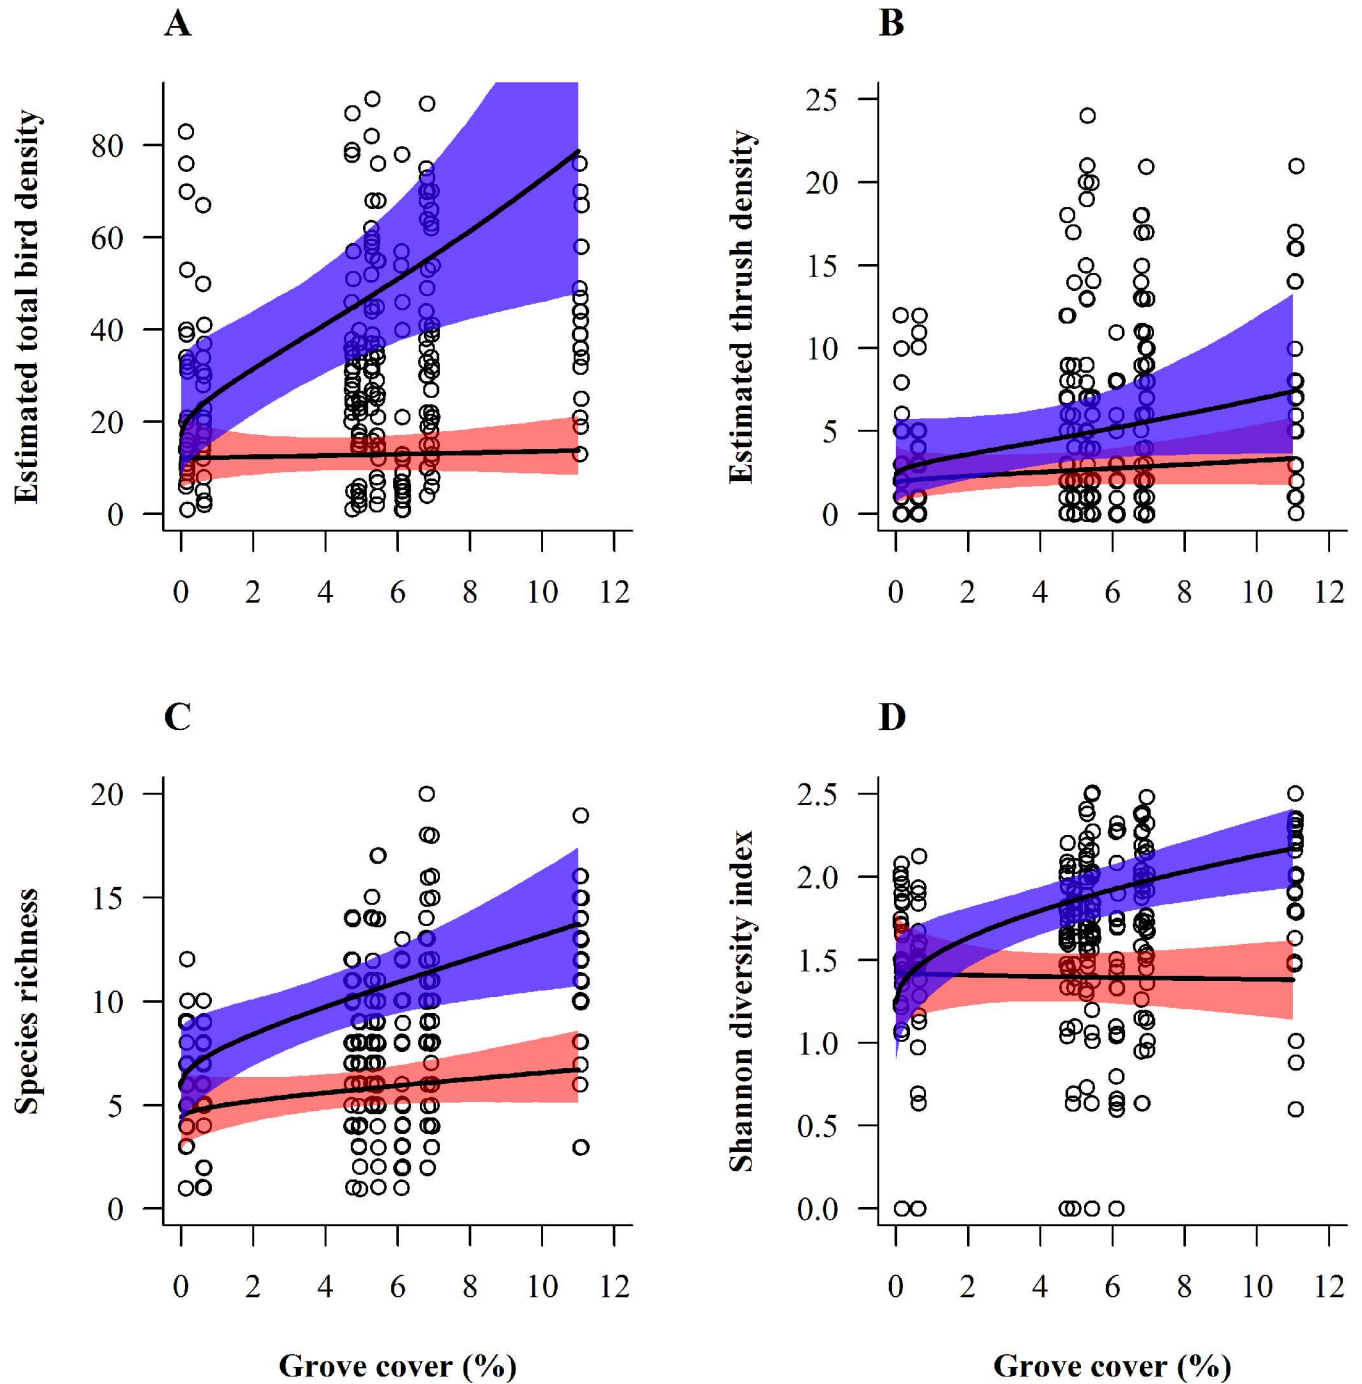 A
Estimated total bird density
80
60
40
20
0
0 2 4 6 8 10 12
B
Estimated thrush density
25
20
15
10
5
0
0 2 4 6 8 10 12
C
Species richness
20
15
10
5
0
0 2 4 6 8 10 12
Grove cover (%)
D
Shannon diversity index
2.5
2.0
1.5
1.0
0.5
0.0
0 2 4 6 8 10 12
Grove cover (%)